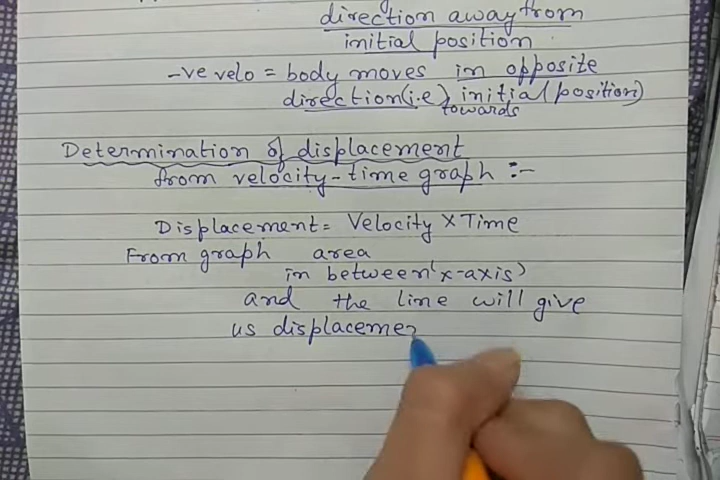 direction away from
initial position
-ve velo = body moves in opposite
direction (i.e) initial position)
towards
Determination of displacement
from velocity-time graph :-
Displacement = Velocity X Time
From graph area
in between (x-axis)
and the line will give
us displacemen